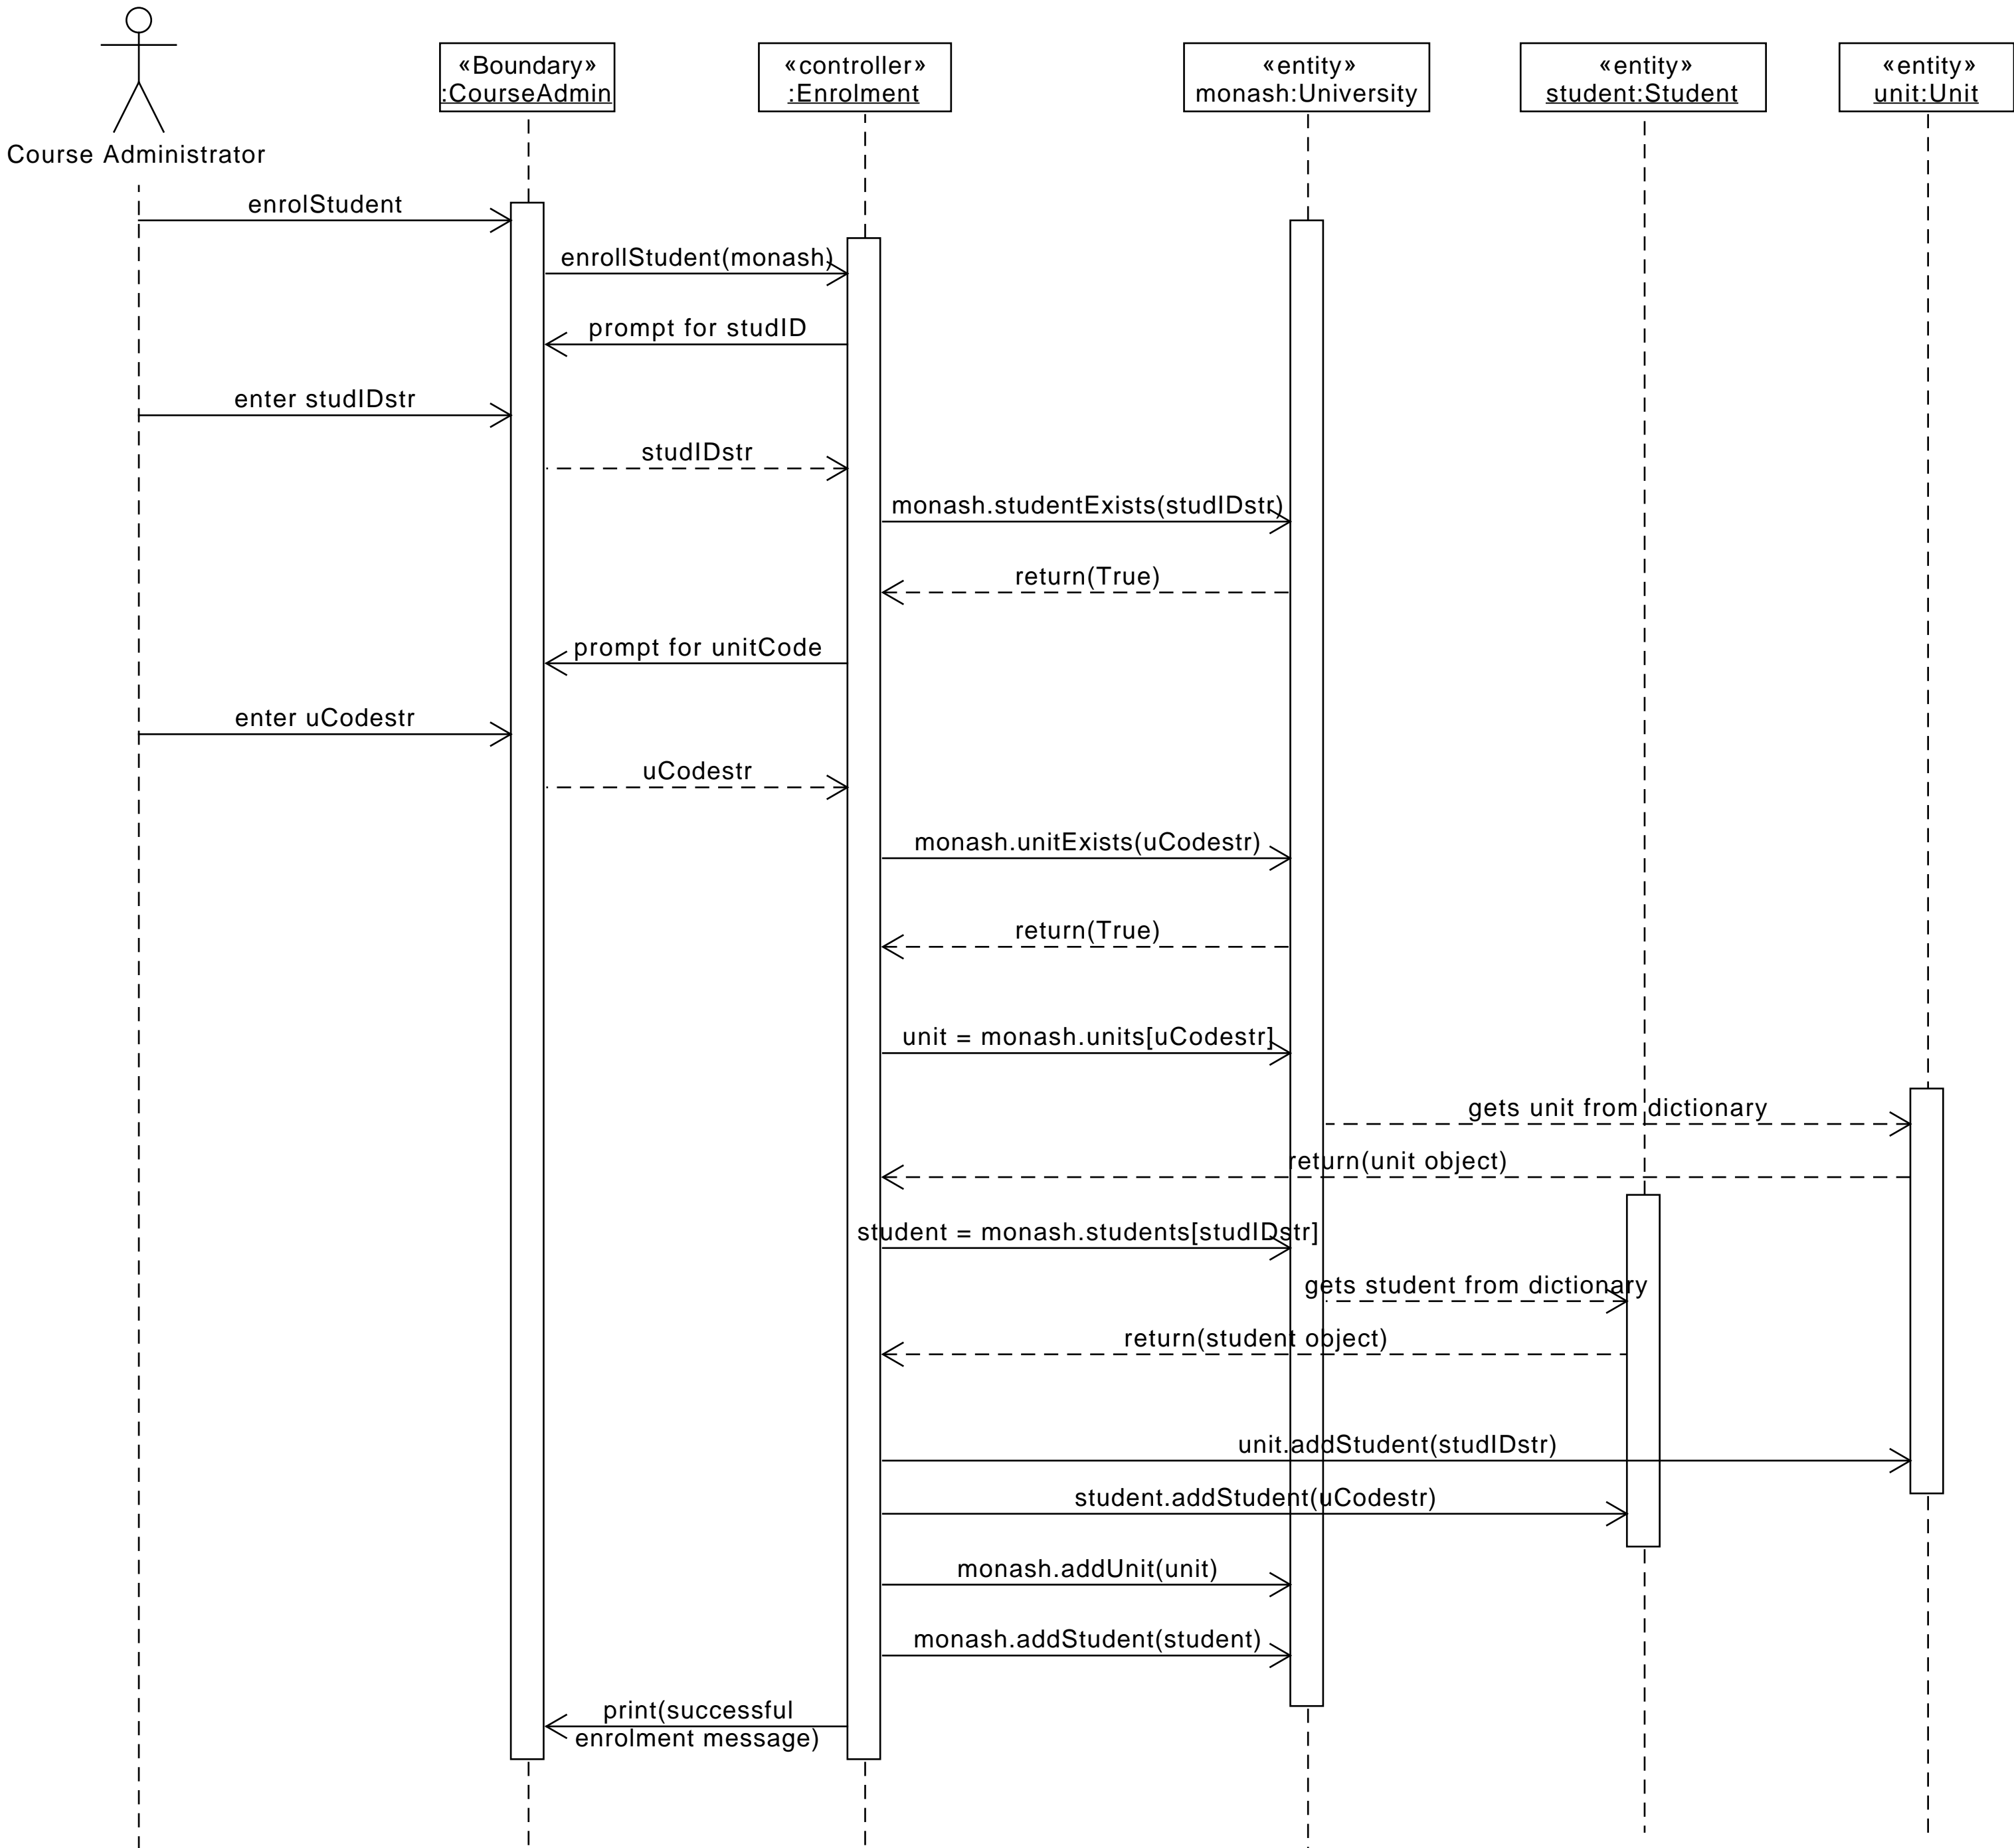 «Boundary»
:CourseAdmin
«controller»
:Enrolment
«entity»
monash:University
«entity»
student:Student
«entity»
unit:Unit
Course Administrator
enrolStudent
enrollStudent(monash)
prompt for studID
enter studIDstr
studIDstr
monash.studentExists(studIDstr)
return(True)
prompt for unitCode
enter uCodestr
uCodestr
monash.unitExists(uCodestr)
return(True)
unit = monash.units[uCodestr]
gets unit from dictionary
return(unit object)
student = monash.students[studIDstr]
gets student from dictionary
return(student object)
unit.addStudent(studIDstr)
student.addStudent(uCodestr)
monash.addUnit(unit)
monash.addStudent(student)
print(successful
enrolment message)